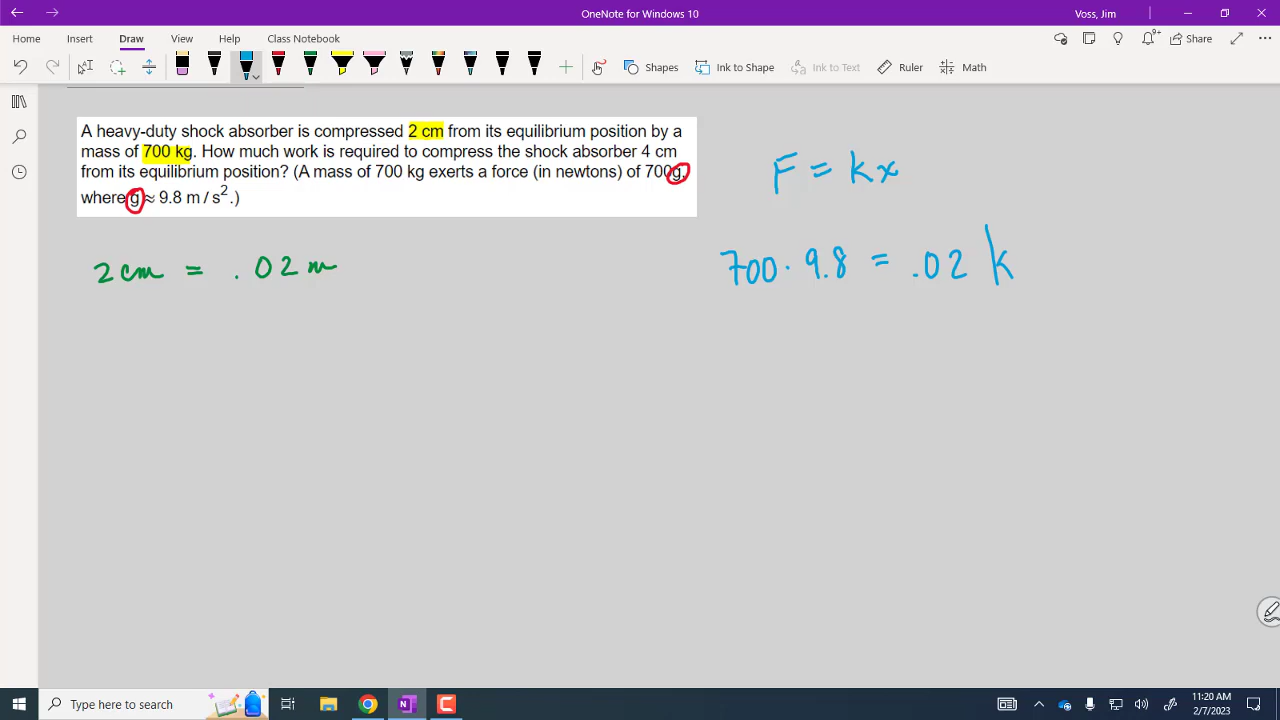 OneNote for Windows 10
Voss, Jim
Home Insert Draw View Help Class Notebook
Share
Shapes Ink to Shape Ink to Text Ruler Math
A heavy-duty shock absorber is compressed 2 cm from its equilibrium position by a
mass of 700 kg. How much work is required to compress the shock absorber 4 cm
from its equilibrium position? (A mass of 700 kg exerts a force (in newtons) of 700g,
where g ≈ 9.8 m / s².)
F = kx
2 cm = .02 m
700 · 9.8 = .02 k
Type here to search
11:20 AM
2/7/2023